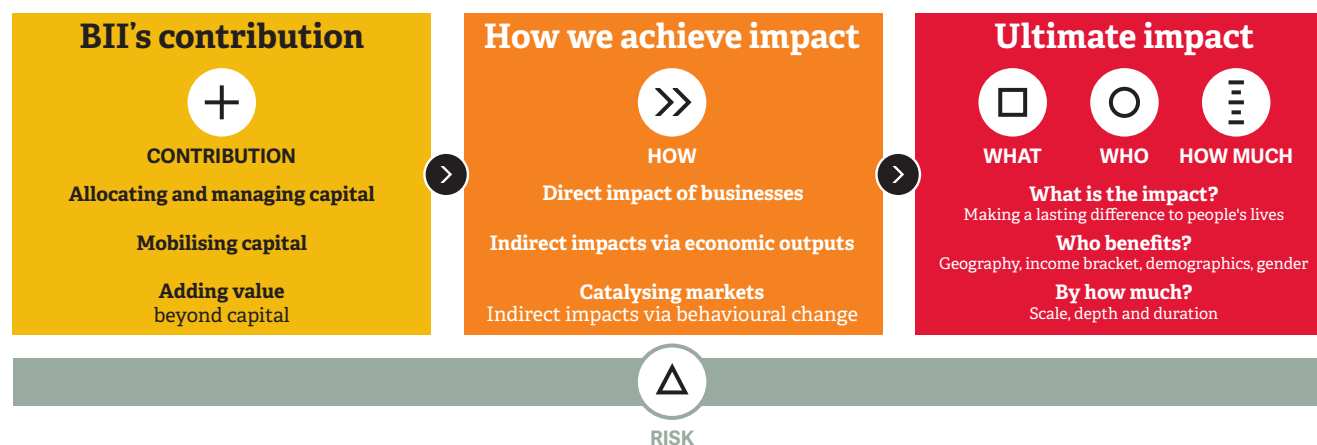 BII's contribution
CONTRIBUTION
Allocating and managing capital
Mobilising capital
Adding value
beyond capital
How we achieve impact
HOW
Direct impact of businesses
Indirect impacts via economic outputs
Catalysing markets
Indirect impacts via behavioural change
Ultimate impact
WHAT WHO HOW MUCH
What is the impact?
Making a lasting difference to people's lives
Who benefits?
Geography, income bracket, demographics, gender
By how much?
Scale, depth and duration
RISK